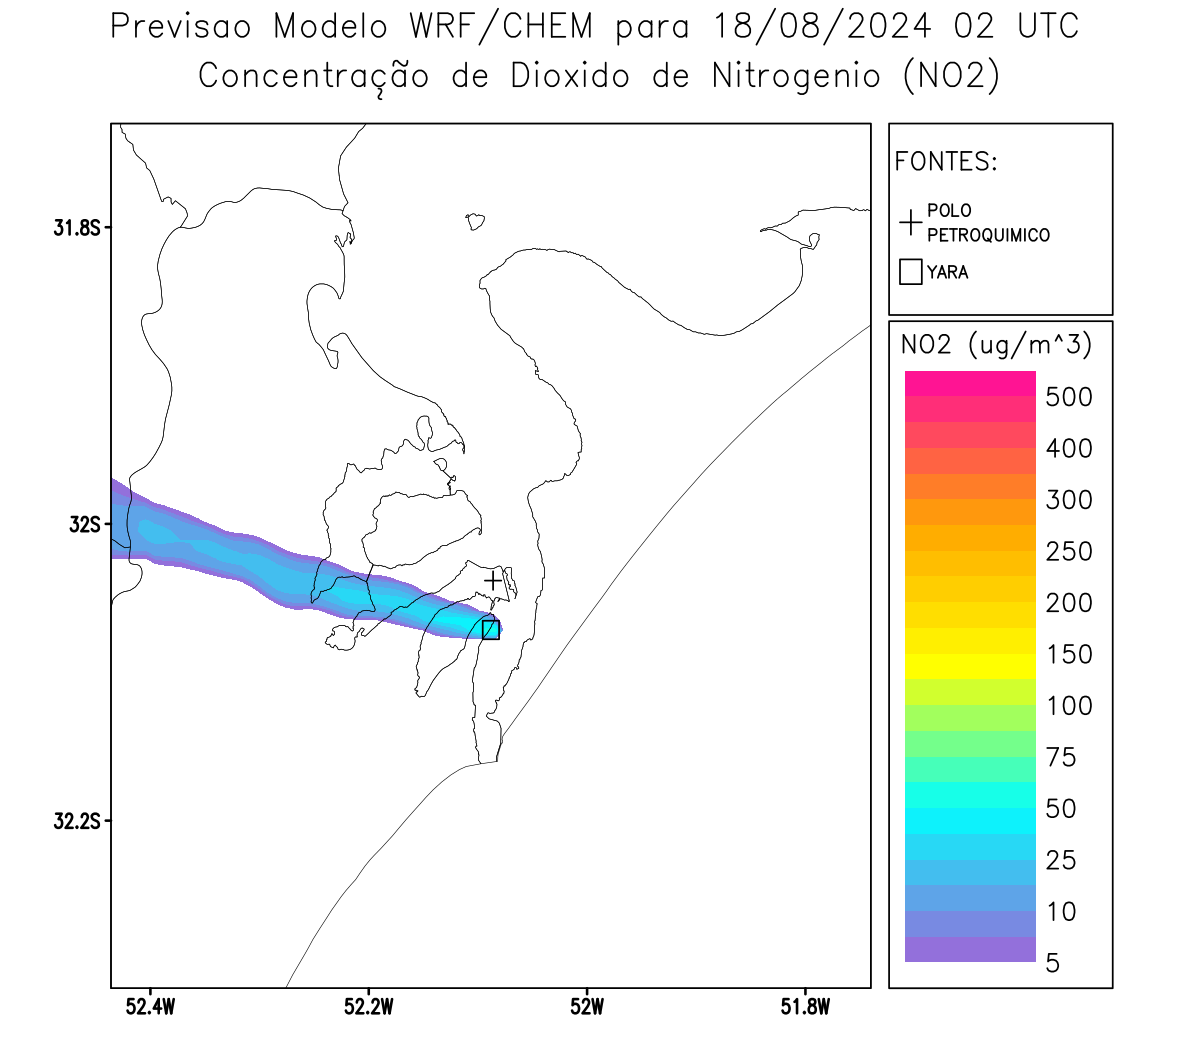 Previsao Modelo WRF/CHEM para 18/08/2024 02 UTC
Concentração de Dioxido de Nitrogenio (NO2)
FONTES:
POLO
PETROQUIMICO
YARA
NO2 (ug/m^3)
500
400
300
250
200
150
100
75
50
25
10
5
31.8S
32S
32.2S
52.4W
52.2W
52W
51.8W